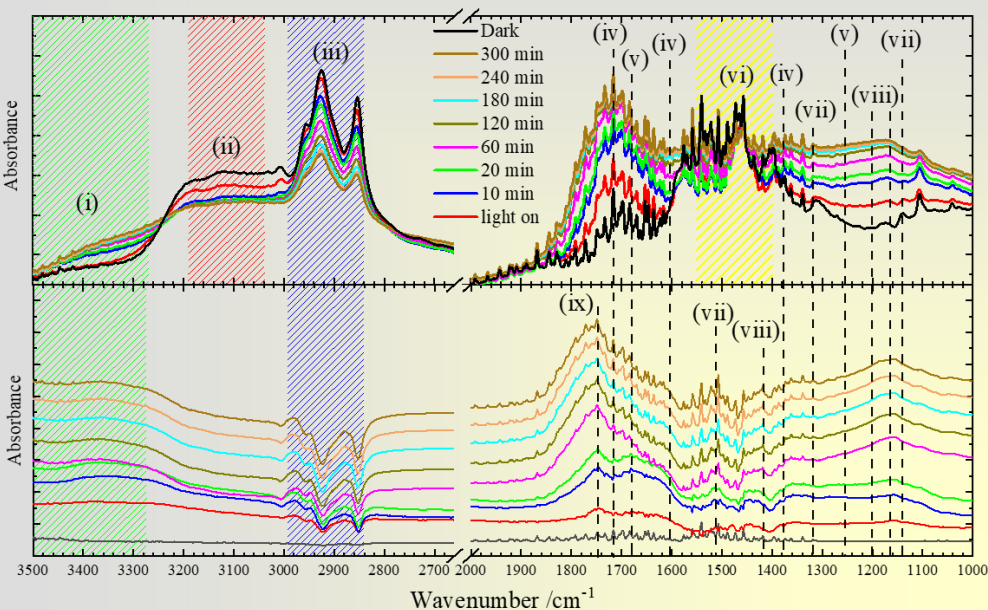 Absorbance
(i)
(ii)
(iii)
Dark
300 min
240 min
180 min
120 min
60 min
20 min
10 min
light on
(iv)
(v)
(iv)
(vi)
(iv)
(vii)
(v)
(viii)
(vii)
Absorbance
(ix)
(vii)
(viii)
3500 3400 3300 3200 3100 3000 2900 2800 2700 2000 1900 1800 1700 1600 1500 1400 1300 1200 1100 1000
Wavenumber /cm⁻¹